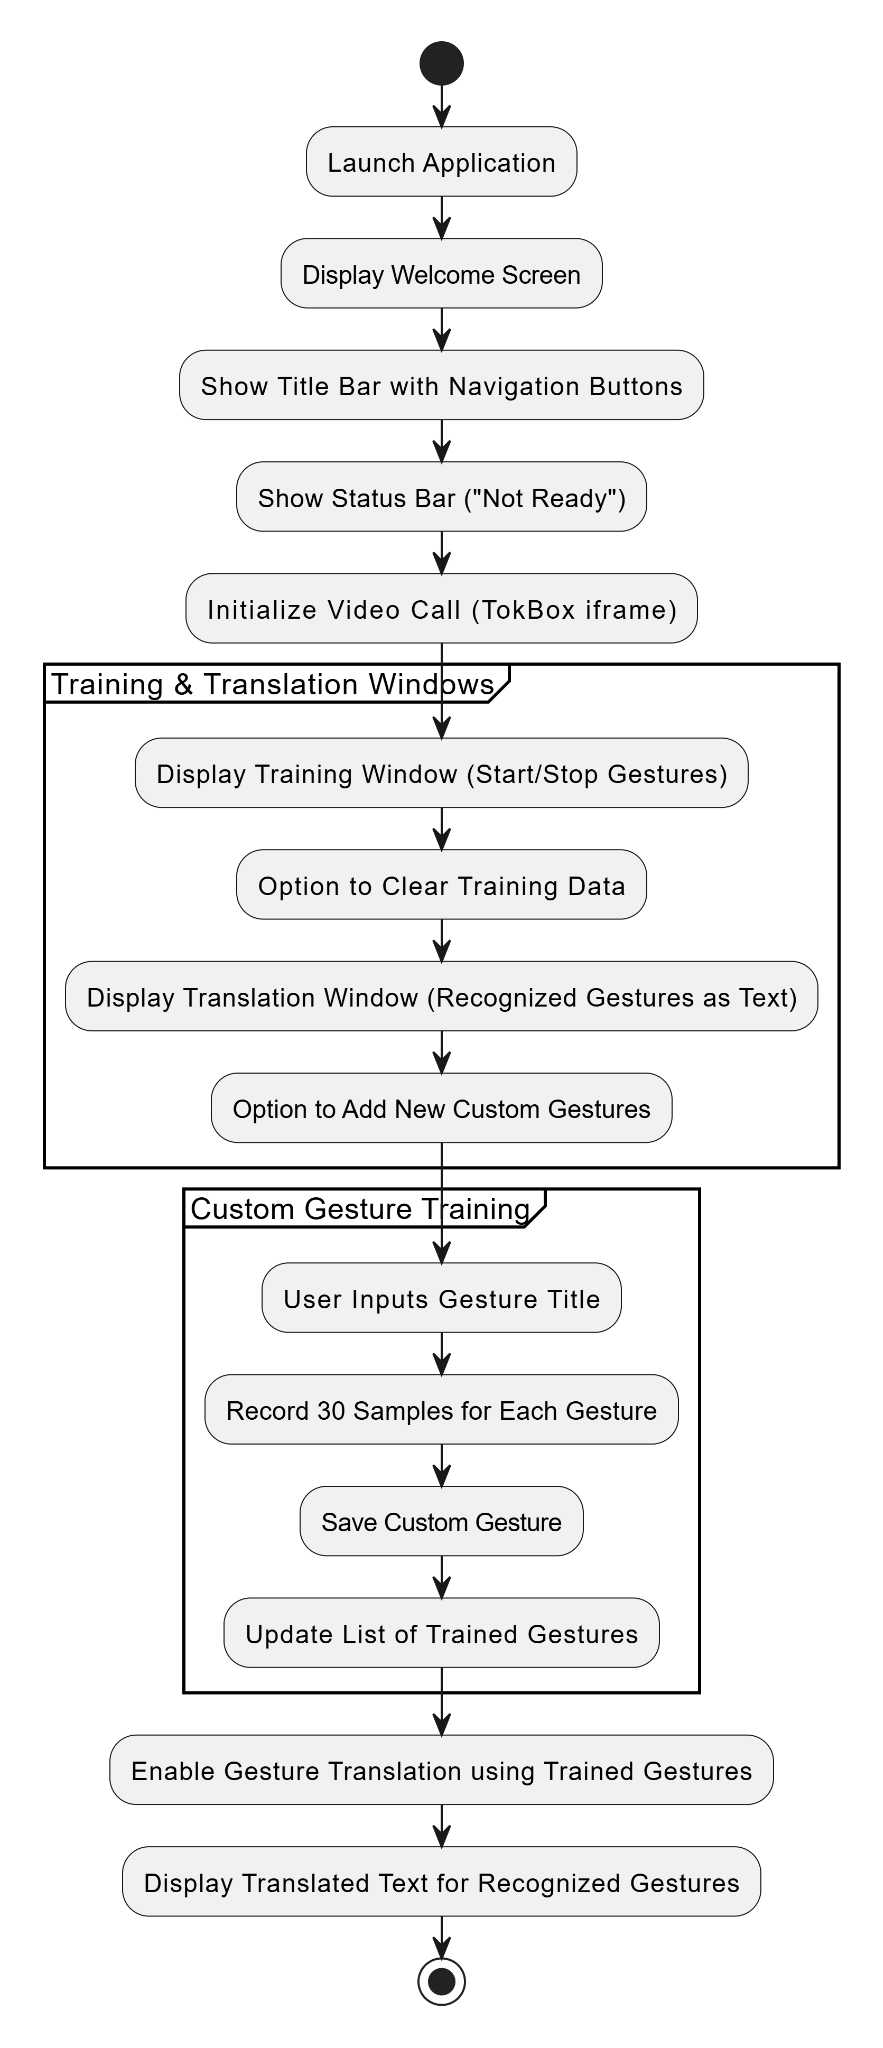 Launch Application
Display Welcome Screen
Show Title Bar with Navigation Buttons
Show Status Bar ("Not Ready")
Initialize Video Call (TokBox iframe)
Training & Translation Windows
Display Training Window (Start/Stop Gestures)
Option to Clear Training Data
Display Translation Window (Recognized Gestures as Text)
Option to Add New Custom Gestures
Custom Gesture Training
User Inputs Gesture Title
Record 30 Samples for Each Gesture
Save Custom Gesture
Update List of Trained Gestures
Enable Gesture Translation using Trained Gestures
Display Translated Text for Recognized Gestures